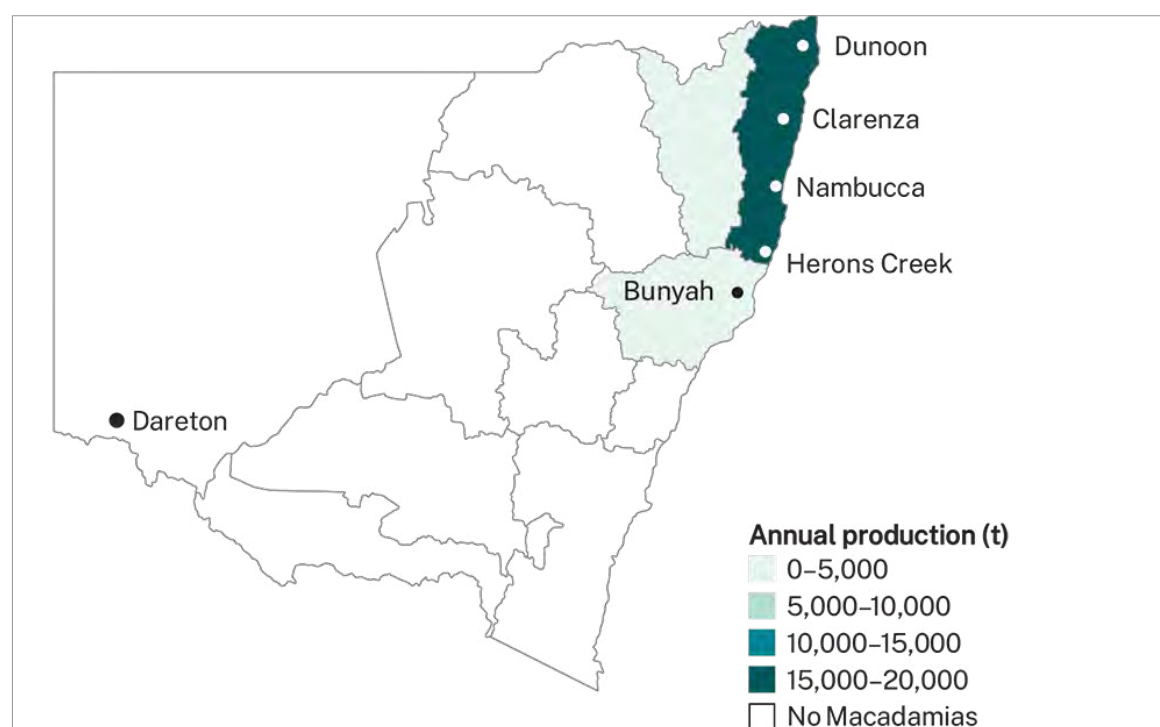 Dunoon
Clarenza
Nambucca
Herons Creek
Bunyah
Dareton
Annual production (t)
0–5,000
5,000–10,000
10,000–15,000
15,000–20,000
No Macadamias